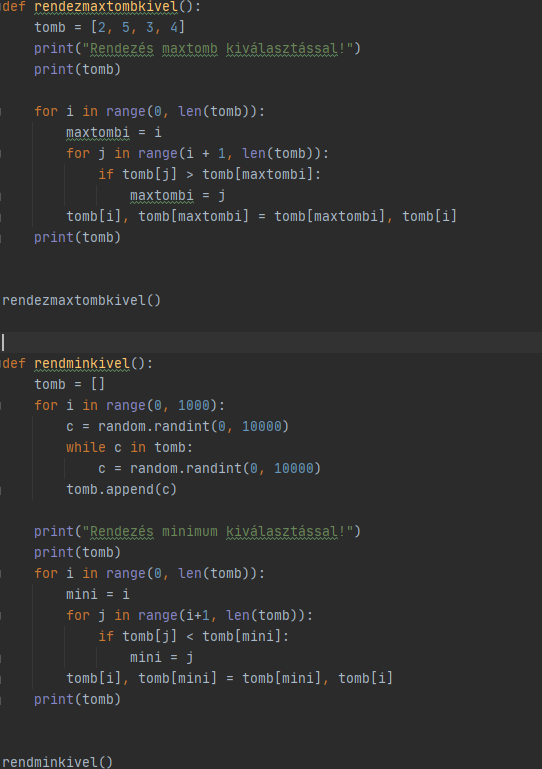 def rendezmaxtombkivel():
    tomb = [2, 5, 3, 4]
    print("Rendezés maxtomb kiválasztással!")
    print(tomb)
    for i in range(0, len(tomb)):
        maxtombi = i
        for j in range(i + 1, len(tomb)):
            if tomb[j] > tomb[maxtombi]:
                maxtombi = j
        tomb[i], tomb[maxtombi] = tomb[maxtombi], tomb[i]
    print(tomb)
rendezmaxtombkivel()
def rendminkivel():
    tomb = []
    for i in range(0, 1000):
        c = random.randint(0, 10000)
        while c in tomb:
            c = random.randint(0, 10000)
        tomb.append(c)
    print("Rendezés minimum kiválasztással!")
    print(tomb)
    for i in range(0, len(tomb)):
        mini = i
        for j in range(i+1, len(tomb)):
            if tomb[j] < tomb[mini]:
                mini = j
        tomb[i], tomb[mini] = tomb[mini], tomb[i]
    print(tomb)
rendminkivel()